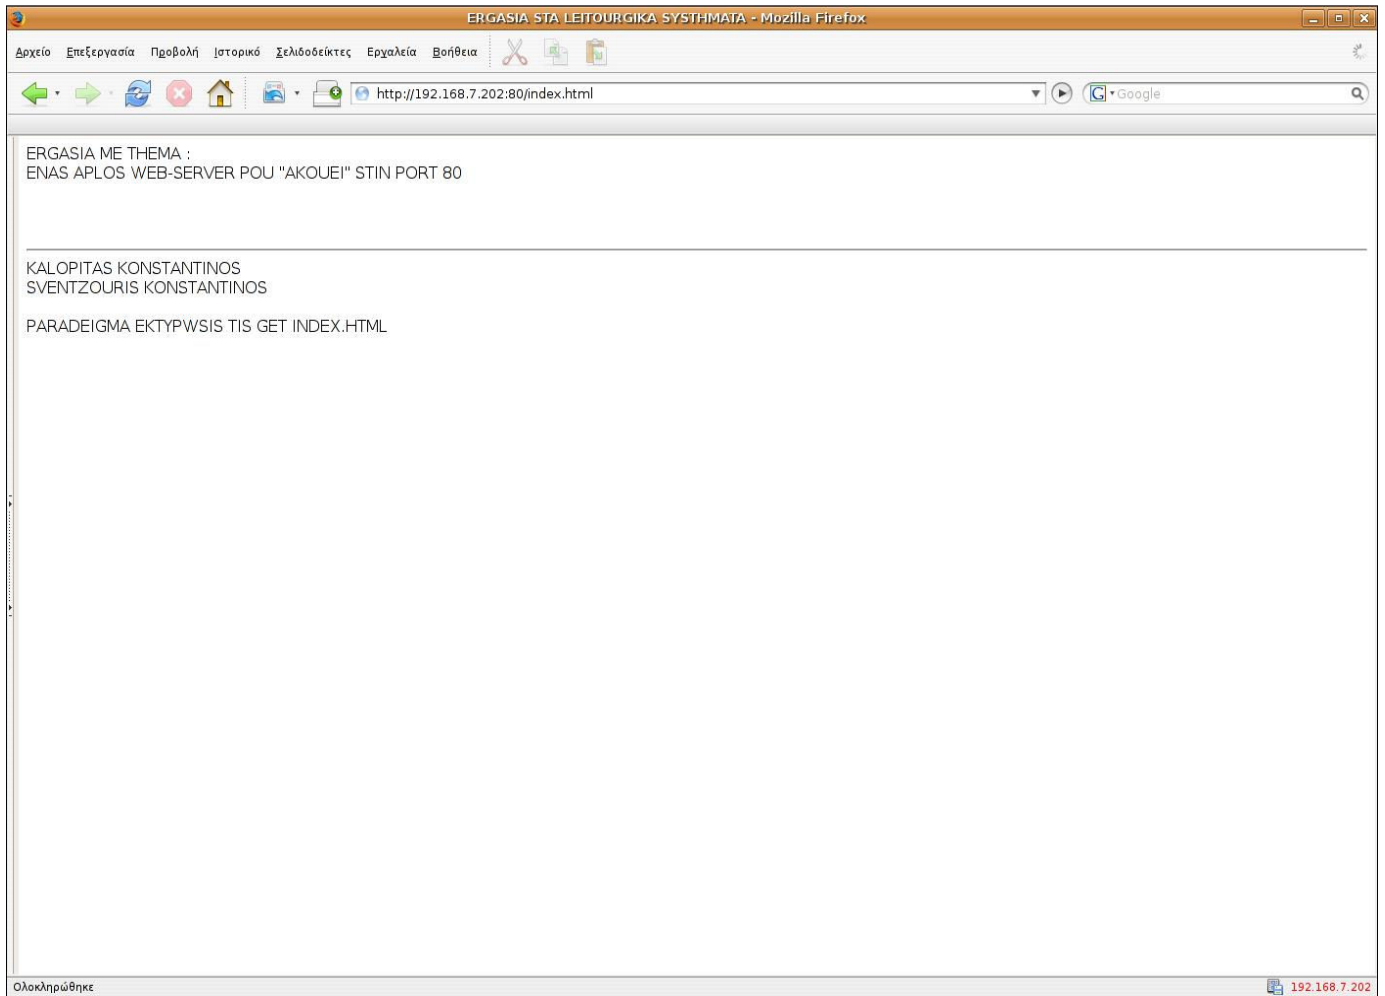 ERGASIA STA LEITOURGIKA SYSTHMATA - Mozilla Firefox
Αρχείο Επεξεργασία Προβολή Ιστορικό Σελιδοδείκτες Εργαλεία Βοήθεια
http://192.168.7.202:80/index.html
G Google
ERGASIA ME THEMA :
ENAS APLOS WEB-SERVER POU "AKOUEI" STIN PORT 80
KALOPITAS KONSTANTINOS
SVENTZOURIS KONSTANTINOS
PARADEIGMA EKTYPWSIS TIS GET INDEX.HTML
Ολοκληρώθηκε
192.168.7.202